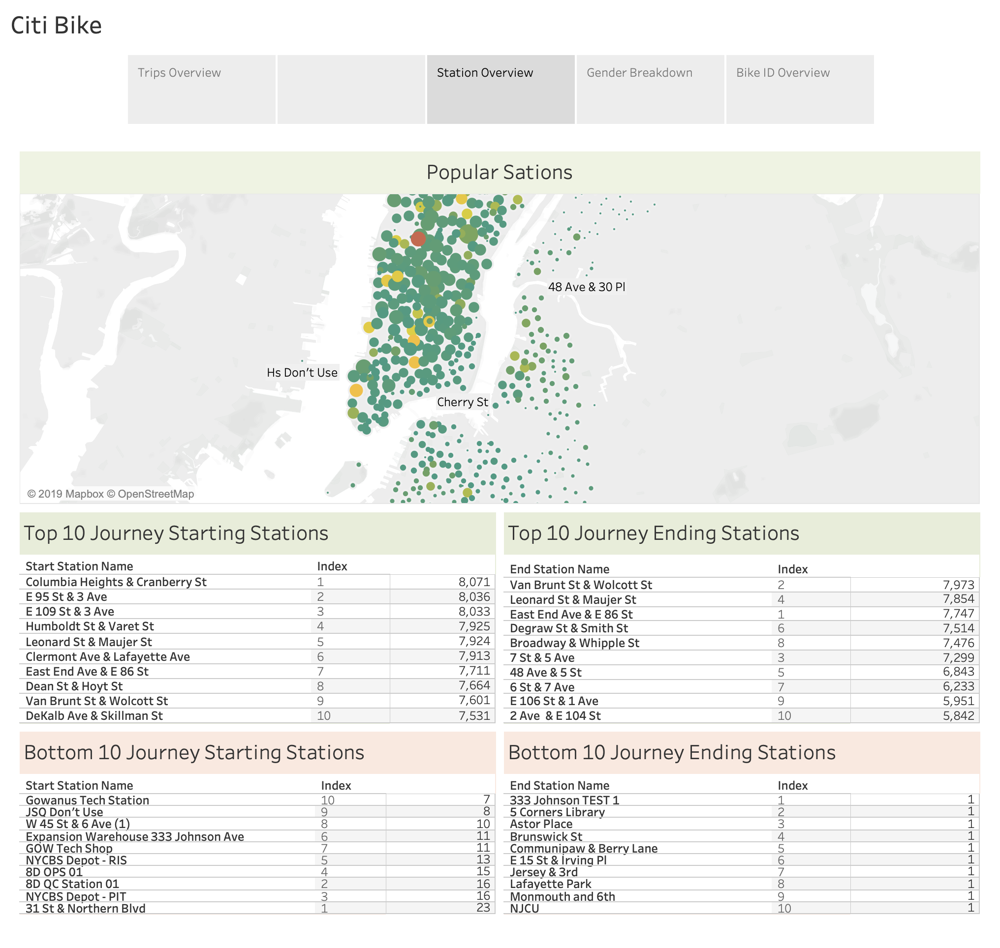 Citi Bike
Trips Overview
Station Overview
Gender Breakdown
Bike ID Overview
Popular Sations
48 Ave & 30 Pl
Hs Don't Use
Cherry St
© 2019 Mapbox © OpenStreetMap
Top 10 Journey Starting Stations
Start Station Name Index
Columbia Heights & Cranberry St 1 8,071
E 95 St & 3 Ave 2 8,036
E 109 St & 3 Ave 3 8,033
Humboldt St & Varet St 4 7,925
Leonard St & Maujer St 5 7,924
Clermont Ave & Lafayette Ave 6 7,913
East End Ave & E 86 St 7 7,711
Dean St & Hoyt St 8 7,664
Van Brunt St & Wolcott St 9 7,601
DeKalb Ave & Skillman St 10 7,531
Top 10 Journey Ending Stations
End Station Name Index
Van Brunt St & Wolcott St 2 7,973
Leonard St & Maujer St 4 7,854
East End Ave & E 86 St 1 7,747
Degraw St & Smith St 6 7,514
Broadway & Whipple St 8 7,476
7 St & 5 Ave 3 7,299
48 Ave & 5 St 5 6,843
6 St & 7 Ave 7 6,233
E 106 St & 1 Ave 9 5,951
2 Ave  & E 104 St 10 5,842
Bottom 10 Journey Starting Stations
Start Station Name Index
Gowanus Tech Station 10 7
JSQ Don't Use 9 8
W 45 St & 6 Ave (1) 8 10
Expansion Warehouse 333 Johnson Ave 6 11
GOW Tech Shop 7 11
NYCBS Depot - RIS 5 13
8D OPS 01 4 15
8D QC Station 01 2 16
NYCBS Depot - PIT 3 16
31 St & Northern Blvd 1 23
Bottom 10 Journey Ending Stations
End Station Name Index
333 Johnson TEST 1 1 1
5 Corners Library 2 1
Astor Place 3 1
Brunswick St 4 1
Communipaw & Berry Lane 5 1
E 15 St & Irving Pl 6 1
Jersey & 3rd 7 1
Lafayette Park 8 1
Monmouth and 6th 9 1
NJCU 10 1